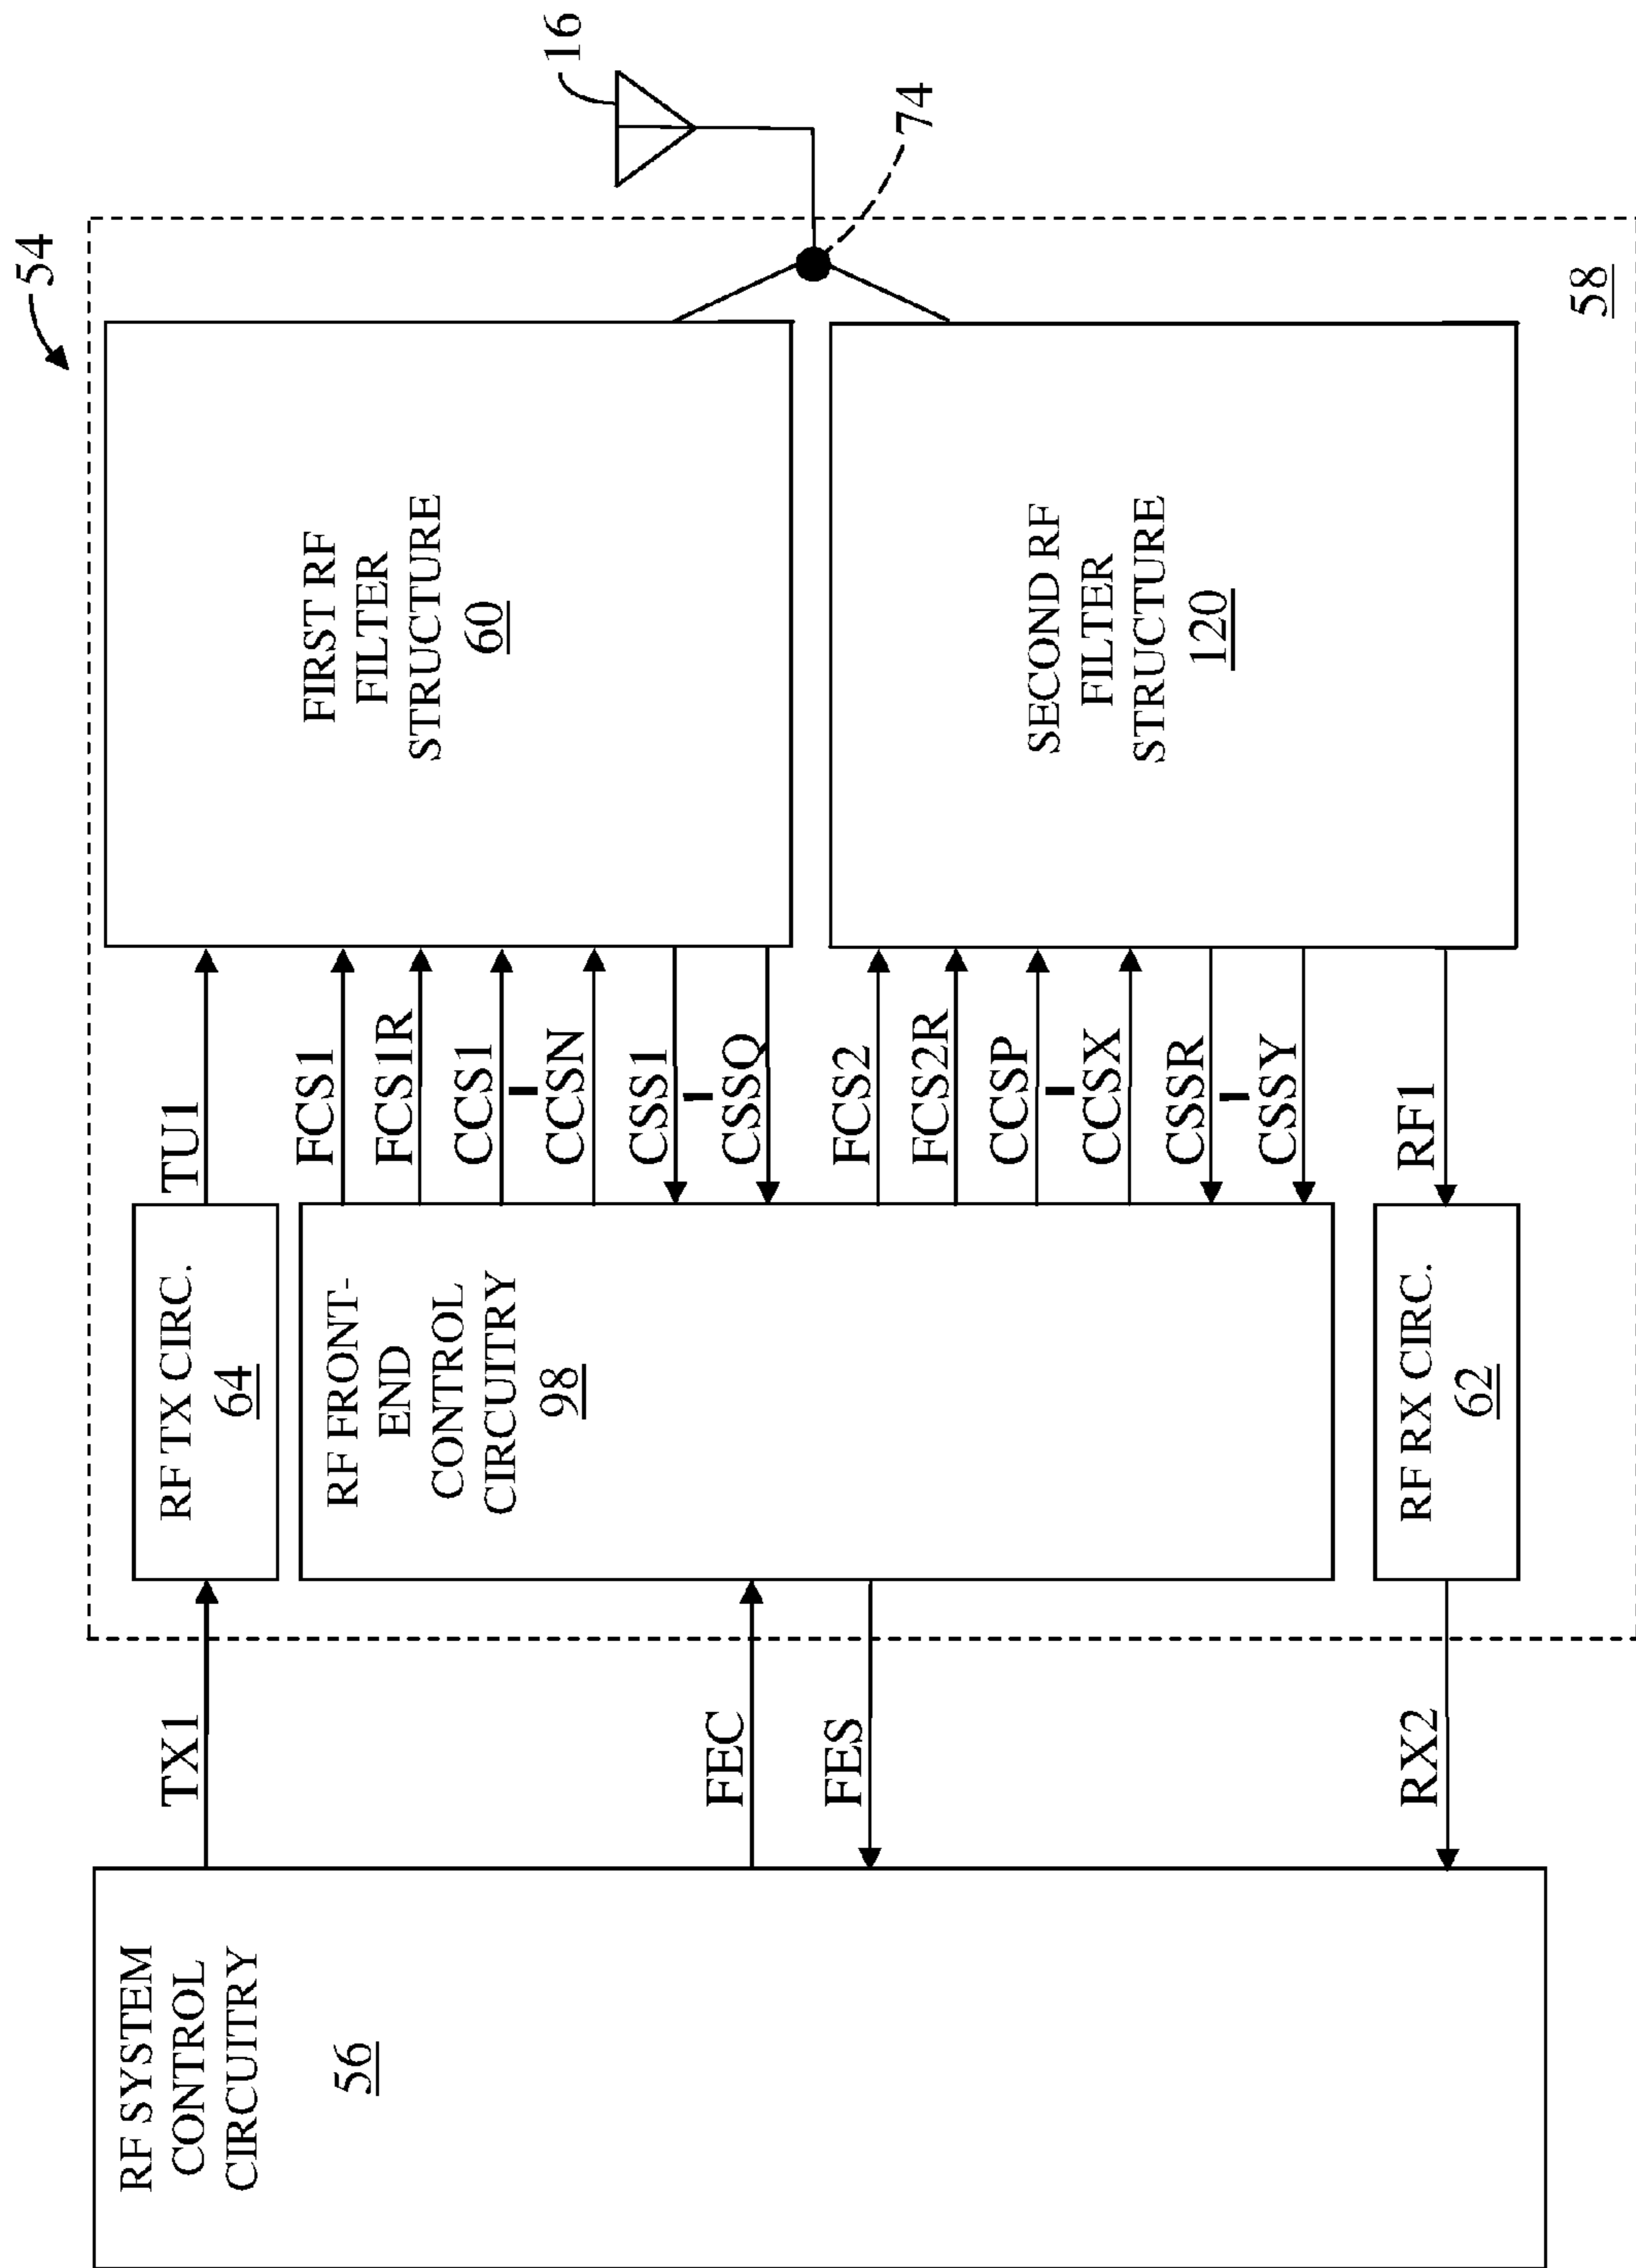 54
RF SYSTEM
CONTROL
CIRCUITRY
56
TX1
FEC
FES
RX2
RF TX CIRC.
64
RF FRONT-
END
CONTROL
CIRCUITRY
98
RF RX CIRC.
62
TU1
FCS1
FCS1R
CCS1
-
CCSN
CSS1
-
CSSQ
FCS2
FCS2R
CCSP
-
CCSX
CSSR
-
CSSY
RF1
FIRST RF
FILTER
STRUCTURE
60
SECOND RF
FILTER
STRUCTURE
120
16
74
58